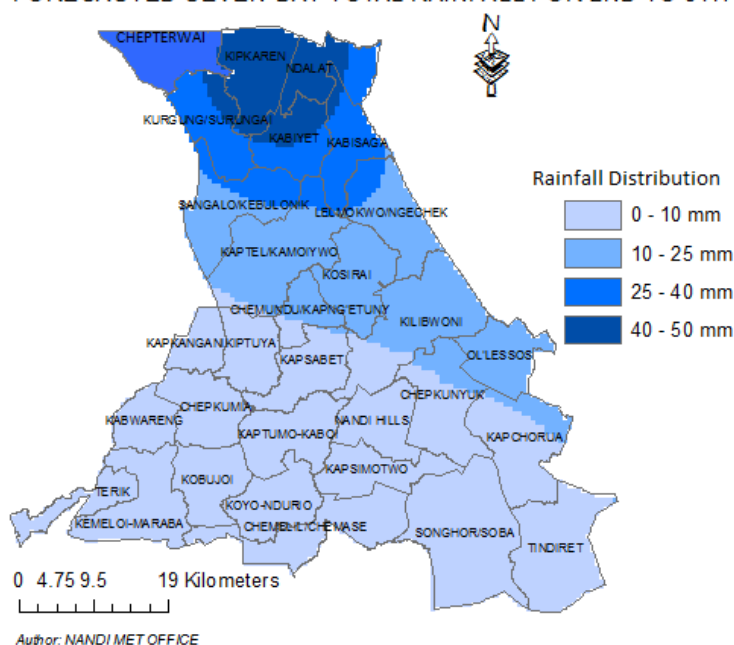 CHEPTERWAI
KIPKAREN
NDALAT
N
KURGUNG/SURUNGAI
KABIYET
KABISAGA
Rainfall Distribution
SANGALO/KEBULONIK
LELMOKWO/NGECHEK
0 - 10 mm
KAPTEL/KAMOIYWO
10 - 25 mm
KOSIRAI
25 - 40 mm
CHEMUNDU/KAPNG'ETUNY
KILIBWONI
40 - 50 mm
KAPKANGANI
KIPTUYA
KAPSABET
OL'LESSOS
CHEPKUNYUK
CHEPKUMIA
KABWARENG
NANDI HILLS
KAPTUMO-KABOI
KAPCHORUA
KAPSIMOTWO
KOBUJOI
TERIK
KOYO-NDURIO
KEMELOI-MARABA
CHEMELIL/CHEMASE
SONGHOR/SOBA
TINDIRET
0 4.75 9.5 19 Kilometers
Author: NANDI MET OFFICE